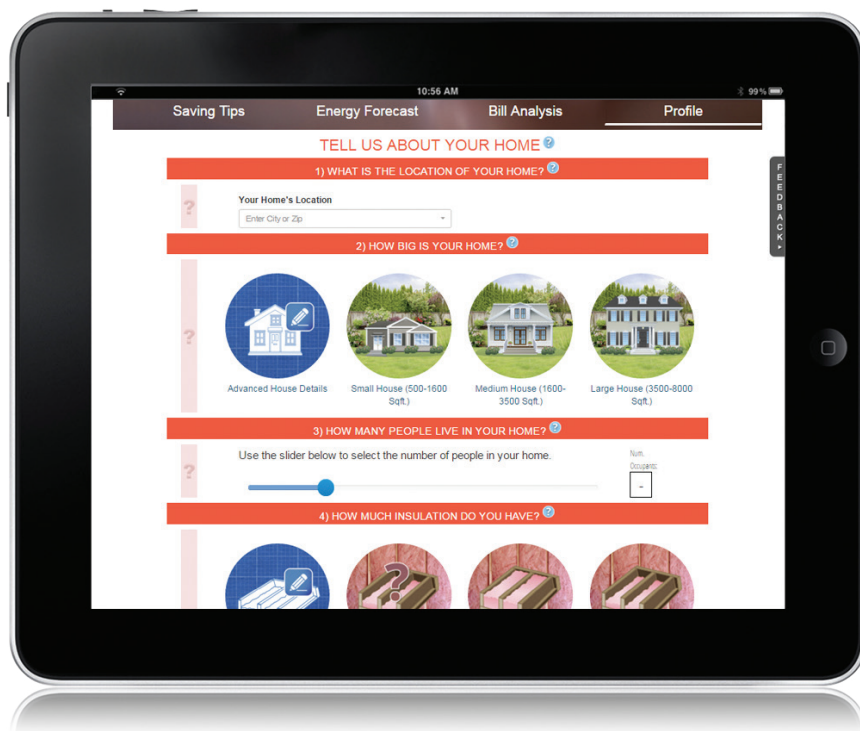 10:56 AM
99%
Saving Tips
Energy Forecast
Bill Analysis
Profile
TELL US ABOUT YOUR HOME ?
1) WHAT IS THE LOCATION OF YOUR HOME? ?
FEEDBACK
?
Your Home's Location
Enter City or Zip
2) HOW BIG IS YOUR HOME? ?
?
Advanced House Details
Small House (500-1600
Sqft.)
Medium House (1600-
3500 Sqft.)
Large House (3500-8000
Sqft.)
3) HOW MANY PEOPLE LIVE IN YOUR HOME? ?
?
Use the slider below to select the number of people in your home.
Num.
Occupants:
-
4) HOW MUCH INSULATION DO YOU HAVE? ?
?